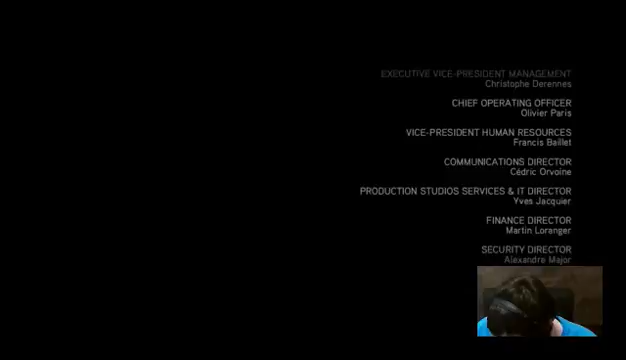 EXECUTIVE VICE-PRESIDENT MANAGEMENT
Christophe Derennes
CHIEF OPERATING OFFICER
Olivier Paris
VICE-PRESIDENT HUMAN RESOURCES
Francis Baillet
COMMUNICATIONS DIRECTOR
Cédric Orvoine
PRODUCTION STUDIOS SERVICES & IT DIRECTOR
Yves Jacquier
FINANCE DIRECTOR
Martin Loranger
SECURITY DIRECTOR
Alexandre Major